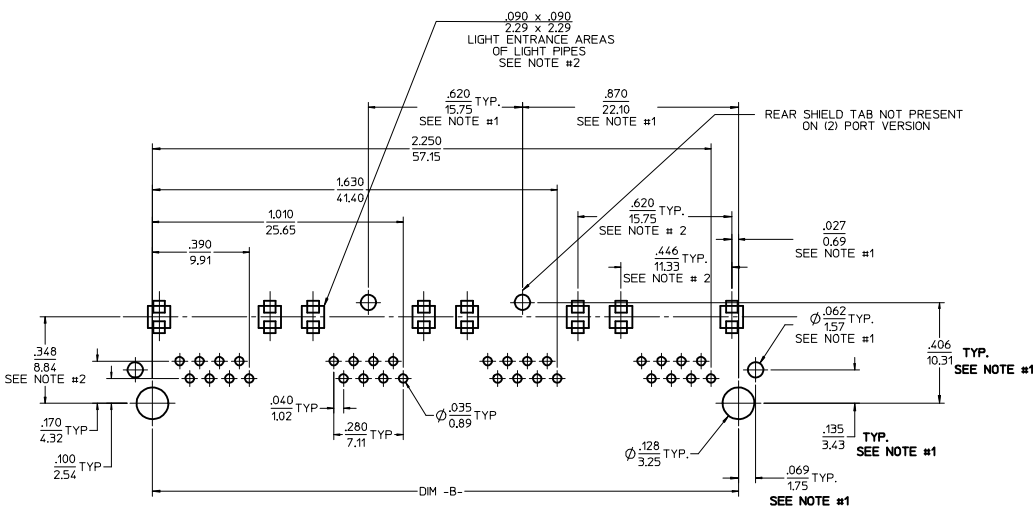 .090 x .090
2.29 x 2.29
LIGHT ENTRANCE AREAS
OF LIGHT PIPES
SEE NOTE #2
.620
15.75 TYP.
SEE NOTE #1
.870
22.10
SEE NOTE #1
REAR SHIELD TAB NOT PRESENT
ON (2) PORT VERSION
2.250
57.15
1.630
41.40
1.010
25.65
.620
15.75 TYP.
SEE NOTE # 2
.027
0.69
SEE NOTE #1
.390
9.91
.446
11.33 TYP.
SEE NOTE # 2
Ø .062
1.57 TYP.
SEE NOTE #1
.348
8.84
SEE NOTE #2
.406
10.31 TYP.
SEE NOTE #1
.040
1.02 TYP
Ø .035
0.89 TYP
.170
4.32 TYP
.280
7.11 TYP
.135
3.43 TYP.
SEE NOTE #1
.100
2.54 TYP
Ø .128
3.25 TYP.
.069
1.75 TYP.
SEE NOTE #1
DIM -B-